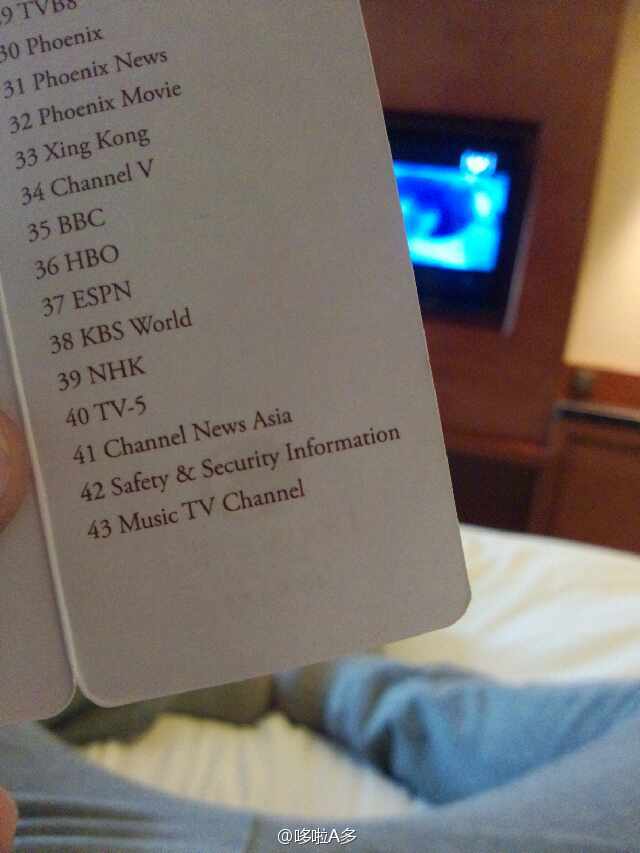 29 TVB8
30 Phoenix
31 Phoenix News
32 Phoenix Movie
33 Xing Kong
34 Channel V
35 BBC
36 HBO
37 ESPN
38 KBS World
39 NHK
40 TV-5
41 Channel News Asia
42 Safety & Security Information
43 Music TV Channel
@哆啦A多